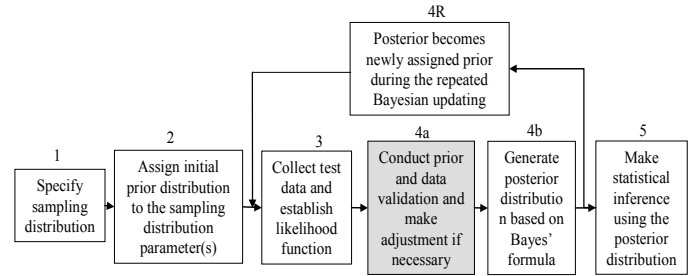 4R
Posterior becomes
newly assigned prior
during the repeated
Bayesian updating
1
Specify
sampling
distribution
2
Assign initial
prior distribution
to the sampling
distribution
parameter(s)
3
Collect test
data and
establish
likelihood
function
4a
Conduct prior
and data
validation and
make
adjustment if
necessary
4b
Generate
posterior
distributio
n based on
Bayes'
formula
5
Make
statistical
inference
using the
posterior
distribution